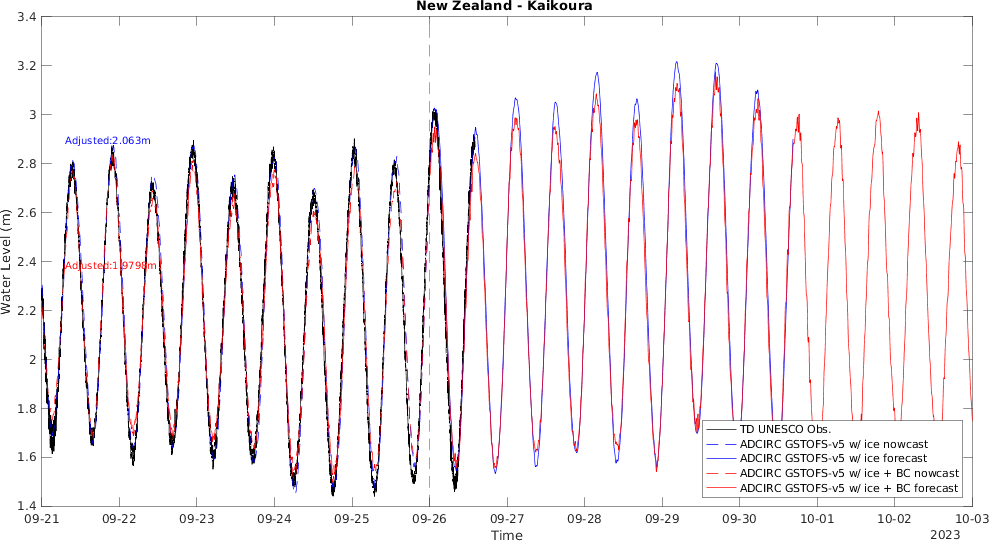 New Zealand - Kaikoura
3.4
3.2
3
2.8
2.6
2.4
2.2
2
1.8
1.6
1.4
Water Level (m)
Adjusted:2.063m
Adjusted:1.9798m
TD UNESCO Obs.
ADCIRC GSTOFS-v5 w/ ice nowcast
ADCIRC GSTOFS-v5 w/ ice forecast
ADCIRC GSTOFS-v5 w/ ice + BC nowcast
ADCIRC GSTOFS-v5 w/ ice + BC forecast
09-21 09-22 09-23 09-24 09-25 09-26 09-27 09-28 09-29 09-30 10-01 10-02 10-03
Time
2023